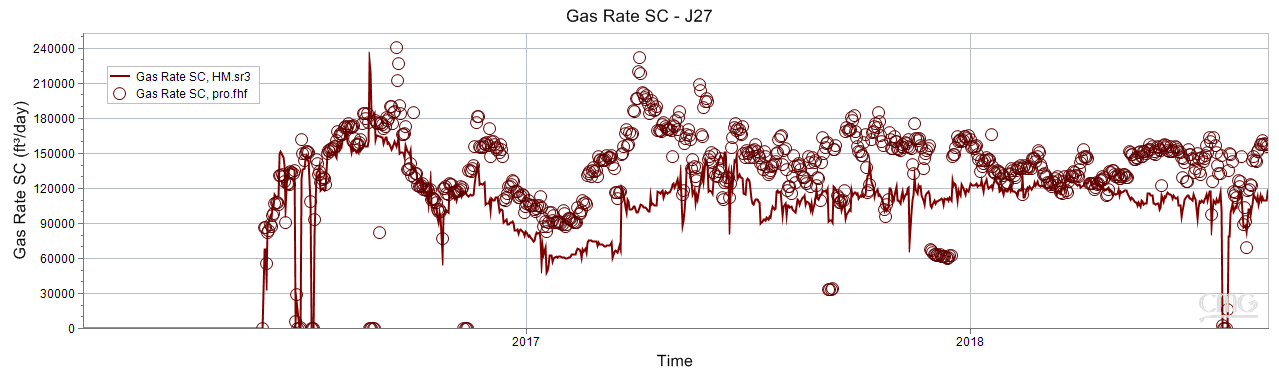 Gas Rate SC - J27
Gas Rate SC (ft³/day)
240000
210000
180000
150000
120000
90000
60000
30000
0
Gas Rate SC, HM.sr3
Gas Rate SC, pro.fhf
CMG
2017
2018
Time